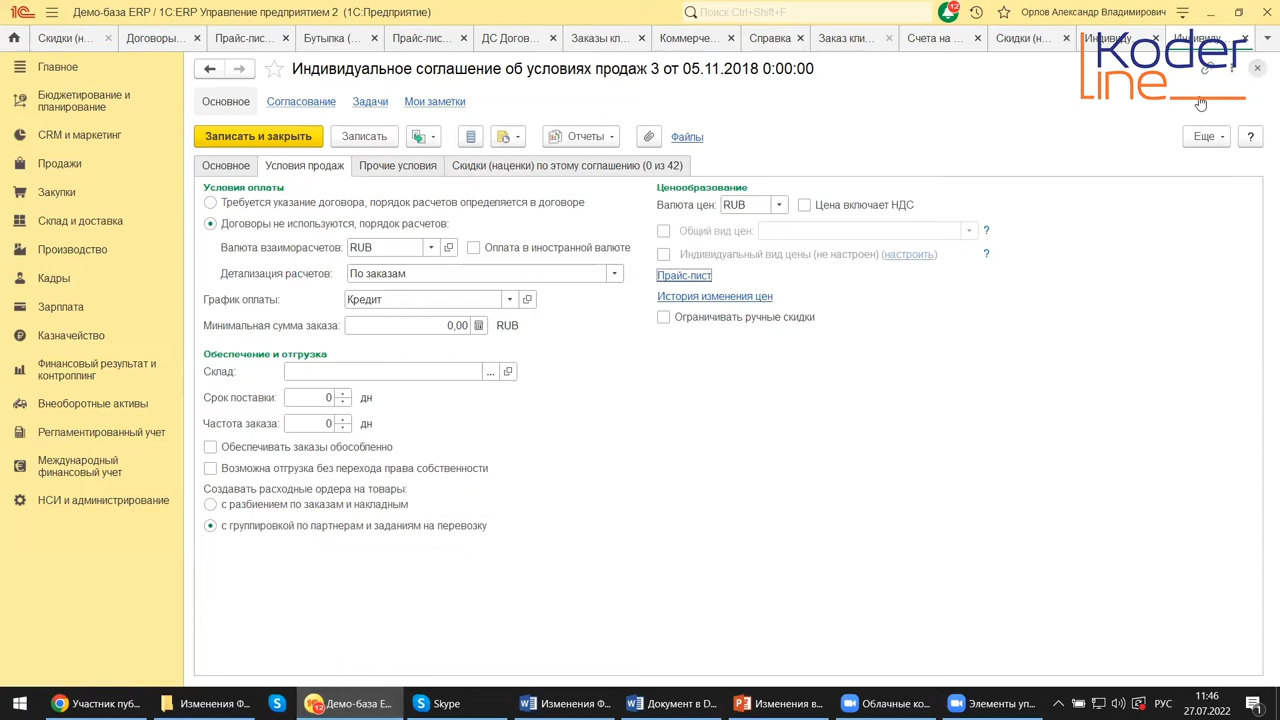 Демо-база ERP / 1С:ERP Управление предприятием 2 (1С:Предприятие)
Поиск Ctrl+Shift+F
12
Орлов Александр Владимирович
Скидки (н...
Договоры...
Прайс-лис...
Бутылка (...
Прайс-лис...
ДС Догов...
Заказы кл...
Коммерче...
Справка
Заказ кли...
Счета на ...
Скидки (н...
Индивиду...
Индивиду...
Индивидуальное соглашение об условиях продаж 3 от 05.11.2018 0:00:00
Koder
line
Основное Согласование Задачи Мои заметки
Записать и закрыть Записать Отчеты Файлы Еще ?
Основное Условия продаж Прочие условия Скидки (наценки) по этому соглашению (0 из 42)
Главное
Бюджетирование и
планирование
CRM и маркетинг
Продажи
Закупки
Склад и доставка
Производство
Кадры
Зарплата
Казначейство
Финансовый результат и
контроллинг
Внеоборотные активы
Регламентированный учет
Международный
финансовый учет
НСИ и администрирование
Условия оплаты
Требуется указание договора, порядок расчетов определяется в договоре
Договоры не используются, порядок расчетов:
Валюта взаиморасчетов: RUB Оплата в иностранной валюте
Детализация расчетов: По заказам
График оплаты: Кредит
Минимальная сумма заказа: 0,00 RUB
Обеспечение и отгрузка
Склад:
Срок поставки: 0 дн
Частота заказа: 0 дн
Обеспечивать заказы обособленно
Возможна отгрузка без перехода права собственности
Создавать расходные ордера на товары:
с разбиением по заказам и накладным
с группировкой по партнерам и заданиям на перевозку
Ценообразование
Валюта цен: RUB Цена включает НДС
Общий вид цен: ?
Индивидуальный вид цены (не настроен) (настроить) ?
Прайс-лист
История изменения цен
Ограничивать ручные скидки
Участник публ...
Изменения Ф...
12
Демо-база E...
Skype
Изменения Ф...
Документ в D...
Изменения в...
Облачные ко...
Элементы уп...
РУС
11:46
27.07.2022
1